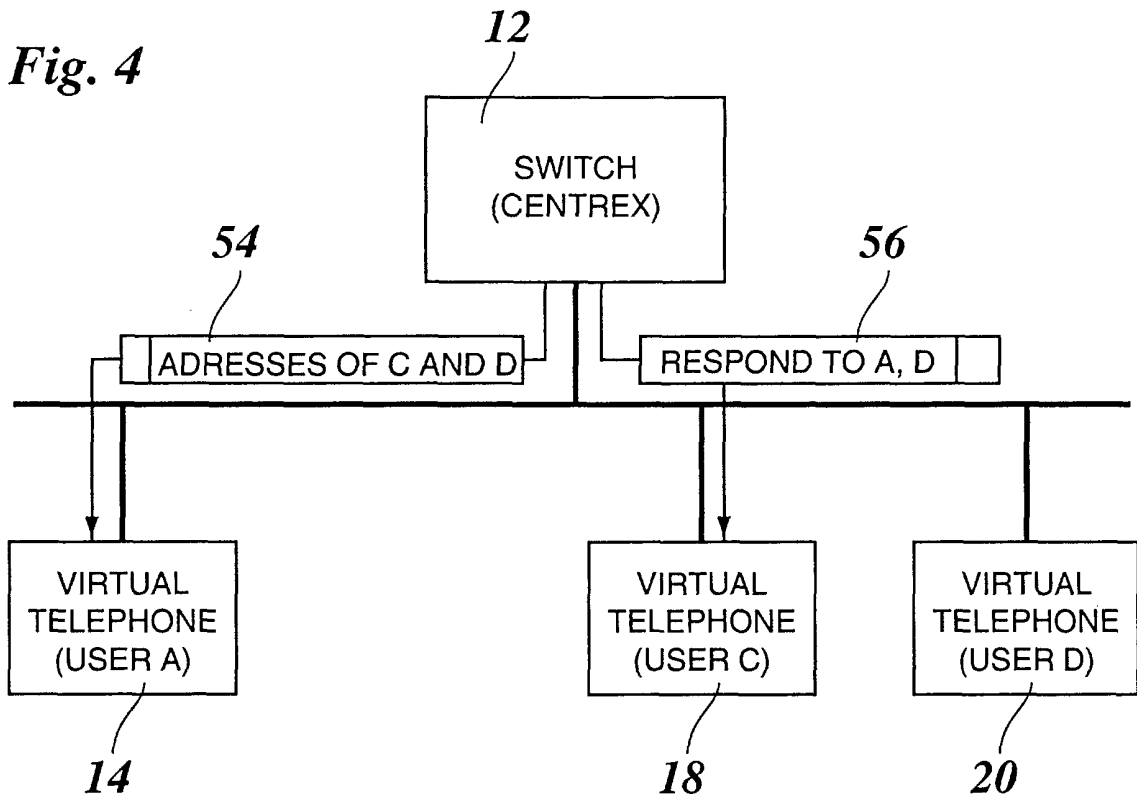 Fig. 4
12
SWITCH
(CENTREX)
54
56
ADRESSES OF C AND D
RESPOND TO A, D
VIRTUAL
TELEPHONE
(USER A)
VIRTUAL
TELEPHONE
(USER C)
VIRTUAL
TELEPHONE
(USER D)
14
18
20